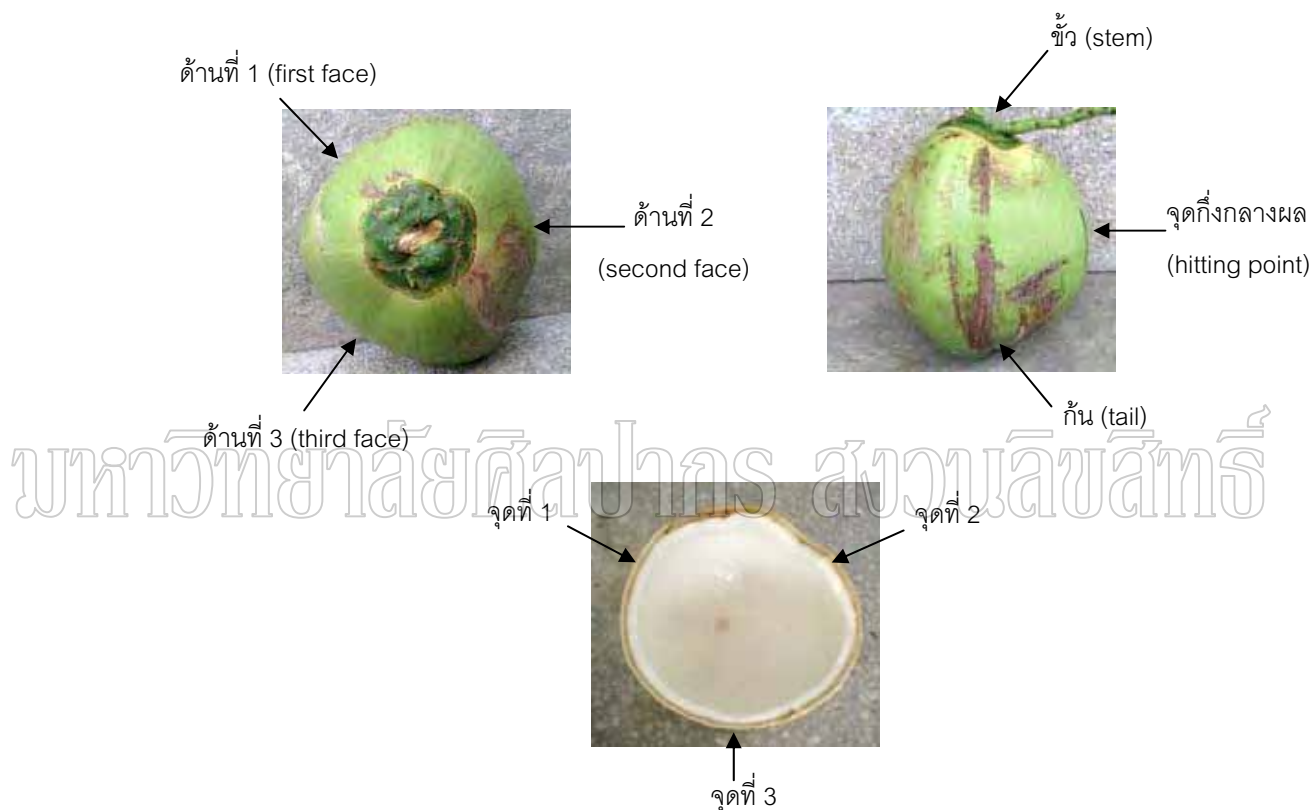 ขั้ว (stem)
ด้านที่ 1 (first face)
ด้านที่ 2
(second face)
จุดกึ่งกลางผล
(hitting point)
ก้น (tail)
ด้านที่ 3 (third face)
มหาวิทยาลัยศิลปากร สงวนลิขสิทธิ์
จุดที่ 1
จุดที่ 2
จุดที่ 3